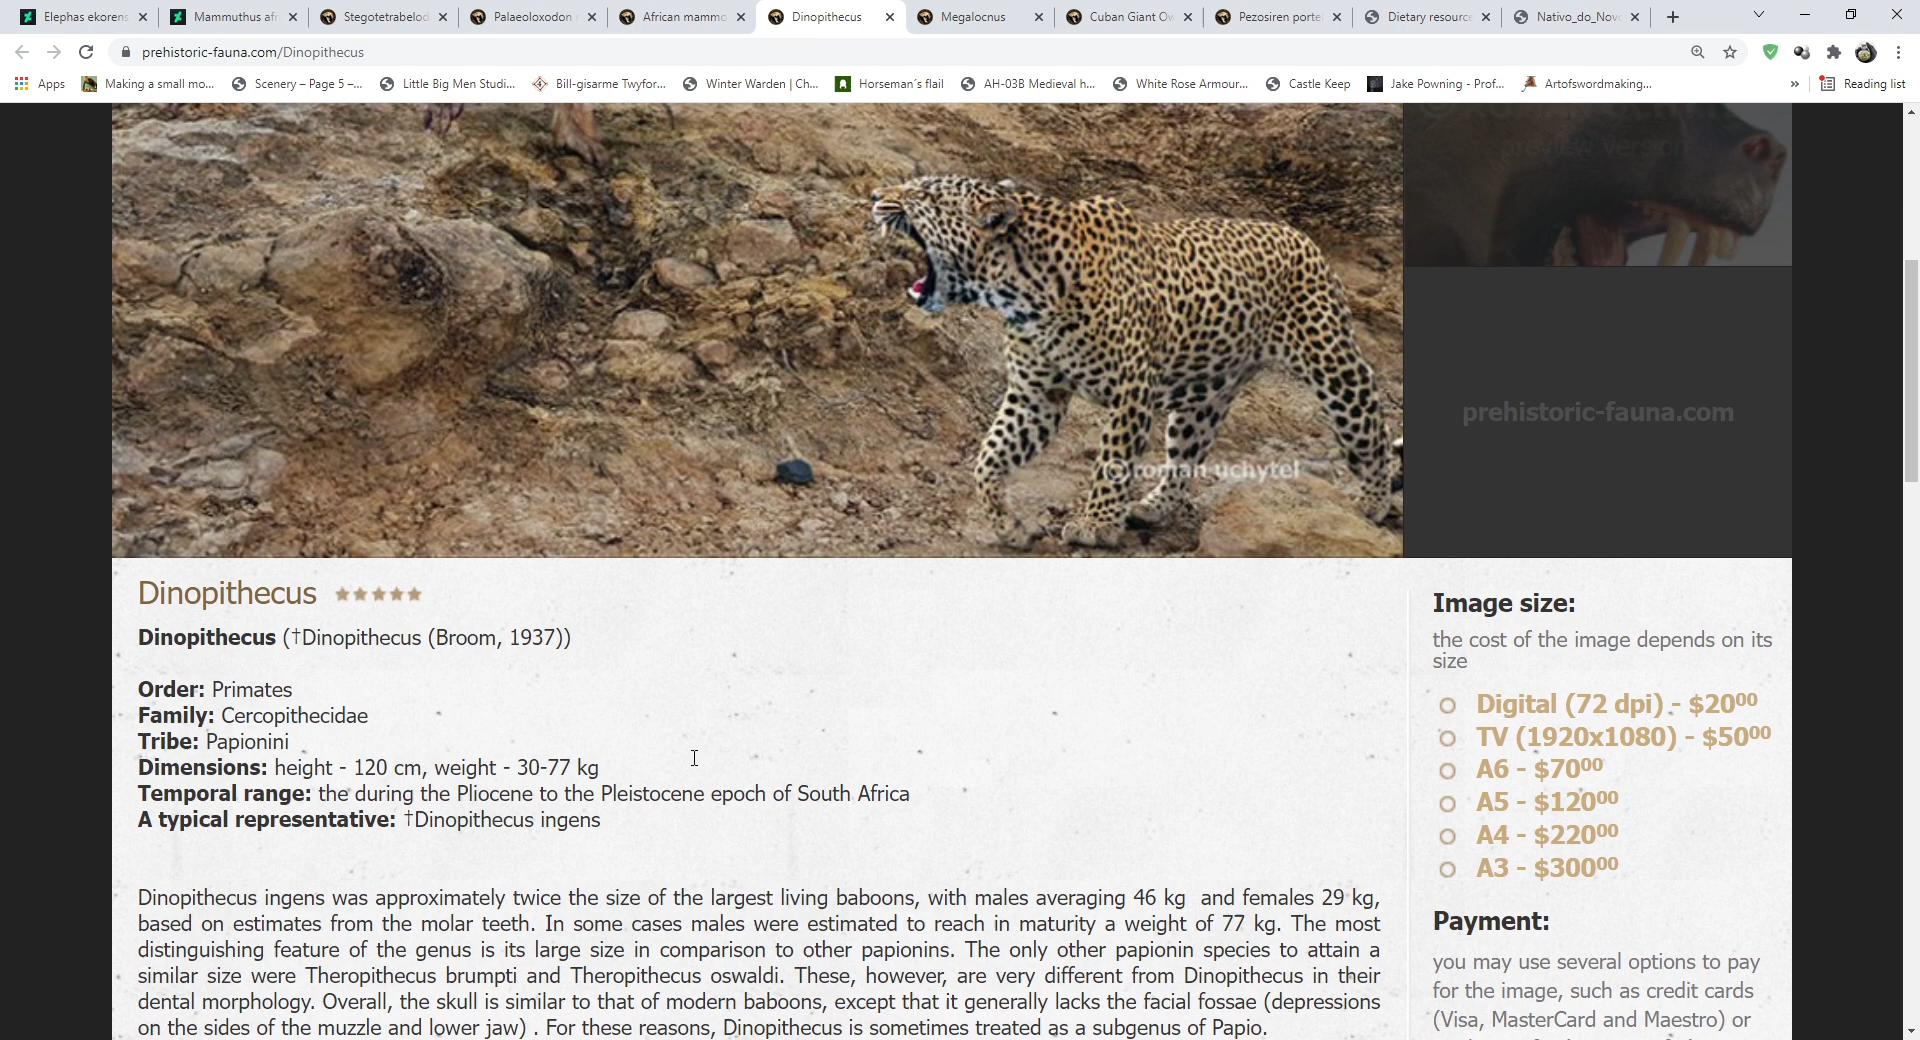 Elephas ekorens
Mammuthus afr
Stegotetrabelod
Palaeoloxodon
African mammo
Dinopithecus
Megalocnus
Cuban Giant Ow
Pezosiren porte
Dietary resource
Nativo_do_Novo
prehistoric-fauna.com/Dinopithecus
Apps
Making a small mo...
Scenery – Page 5 –...
Little Big Men Studi...
Bill-gisarme Twyfor...
Winter Warden | Ch...
Horseman´s flail
AH-03B Medieval h...
White Rose Armour...
Castle Keep
Jake Powning - Prof...
Artofswordmaking...
»
Reading list
preview version
prehistoric-fauna.com
©roman uchytel
Dinopithecus
Dinopithecus (†Dinopithecus (Broom, 1937))
Order: Primates
Family: Cercopithecidae
Tribe: Papionini
Dimensions: height - 120 cm, weight - 30-77 kg
Temporal range: the during the Pliocene to the Pleistocene epoch of South Africa
A typical representative: †Dinopithecus ingens
Dinopithecus ingens was approximately twice the size of the largest living baboons, with males averaging 46 kg and females 29 kg,
based on estimates from the molar teeth. In some cases males were estimated to reach in maturity a weight of 77 kg. The most
distinguishing feature of the genus is its large size in comparison to other papionins. The only other papionin species to attain a
similar size were Theropithecus brumpti and Theropithecus oswaldi. These, however, are very different from Dinopithecus in their
dental morphology. Overall, the skull is similar to that of modern baboons, except that it generally lacks the facial fossae (depressions
on the sides of the muzzle and lower jaw) . For these reasons, Dinopithecus is sometimes treated as a subgenus of Papio.
Image size:
the cost of the image depends on its
size
Digital (72 dpi) - $20⁰⁰
TV (1920x1080) - $50⁰⁰
A6 - $70⁰⁰
A5 - $120⁰⁰
A4 - $220⁰⁰
A3 - $300⁰⁰
Payment:
you may use several options to pay
for the image, such as credit cards
(Visa, MasterCard and Maestro) or